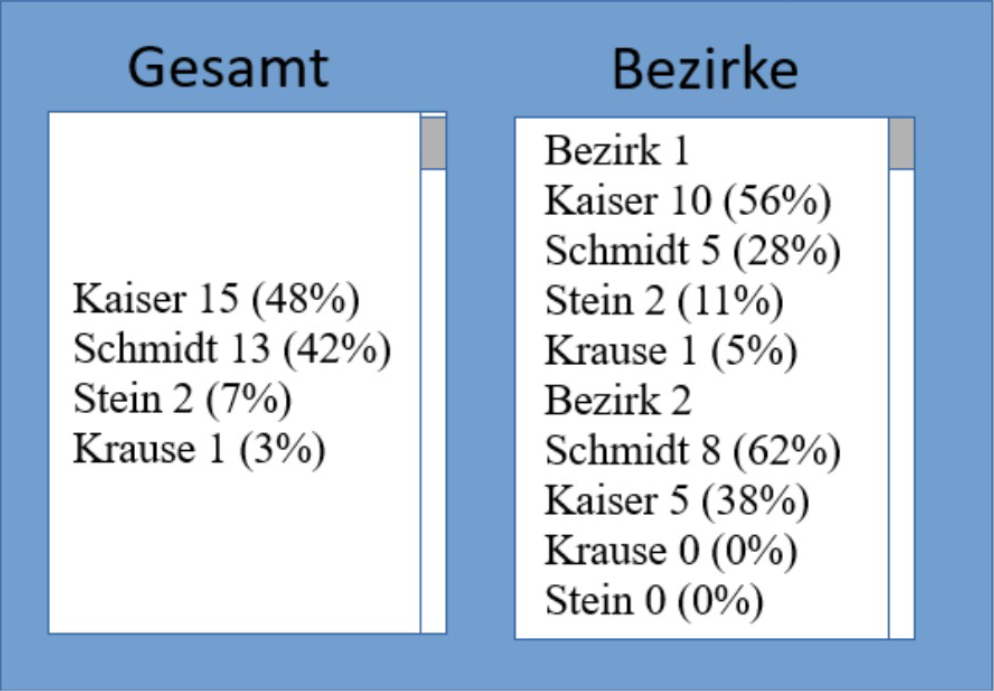 Gesamt
Kaiser 15 (48%)
Schmidt 13 (42%)
Stein 2 (7%)
Krause 1 (3%)
Bezirke
Bezirk 1
Kaiser 10 (56%)
Schmidt 5 (28%)
Stein 2 (11%)
Krause 1 (5%)
Bezirk 2
Schmidt 8 (62%)
Kaiser 5 (38%)
Krause 0 (0%)
Stein 0 (0%)